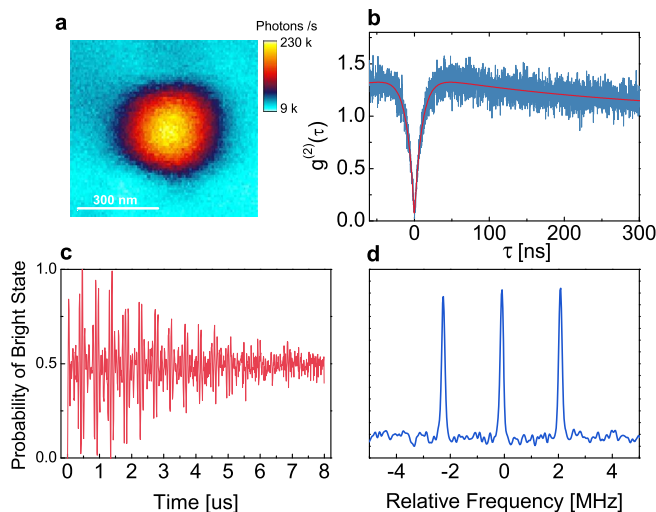 a
Photons /s
230 k
9 k
300 nm
b
1.5
1.0
0.5
0.0
g(2)(τ)
0
100
200
300
τ [ns]
c
1.0
0.5
0.0
Probability of Bright State
0 1 2 3 4 5 6 7 8
Time [us]
d
-4 -2 0 2 4
Relative Frequency [MHz]